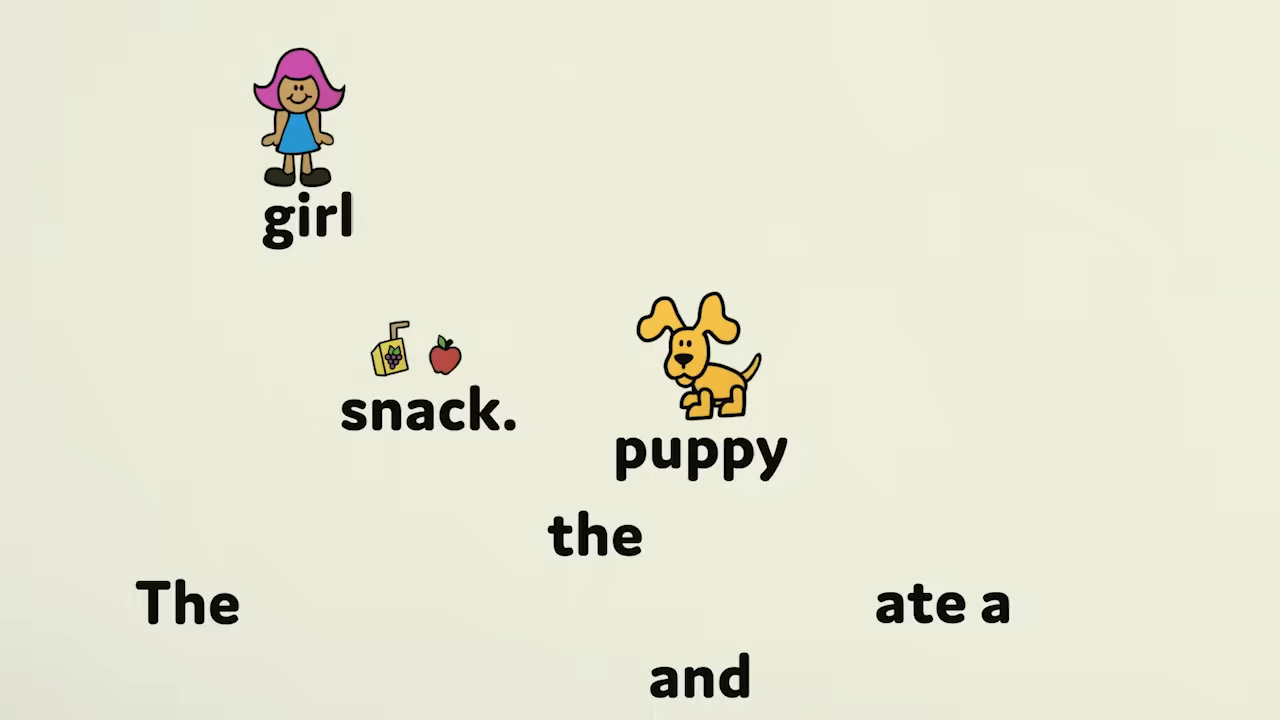 girl
snack.
puppy
the
The
ate a
and